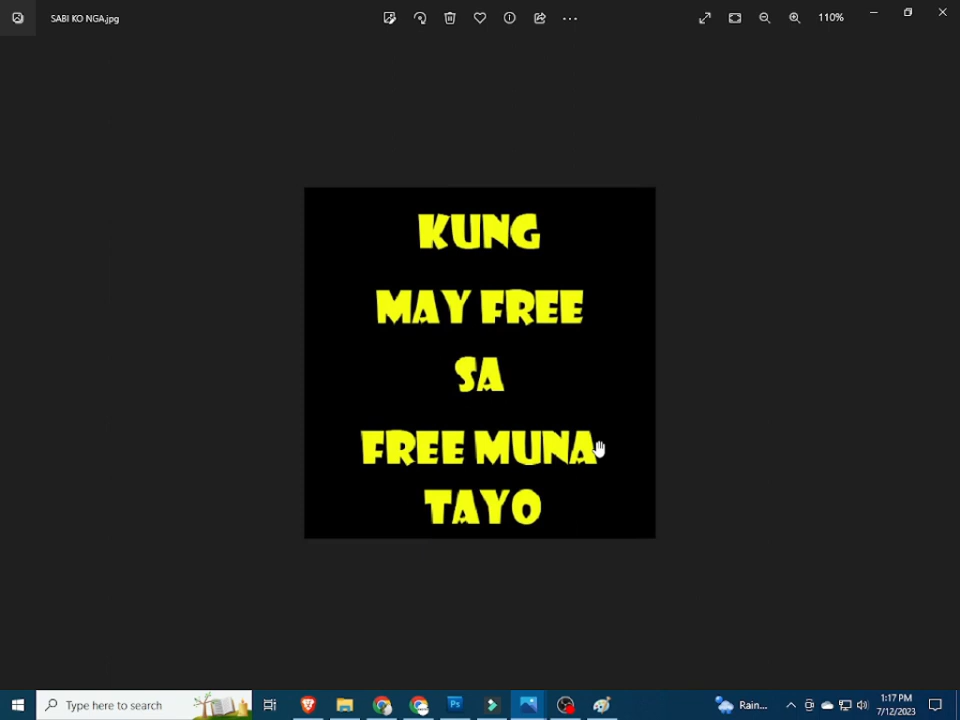 SABI KO NGA.jpg
110%
KUNG
MAY FREE
SA
FREE MUNA
TAYO
Type here to search
Ps
Rain...
1:17 PM
7/12/2023